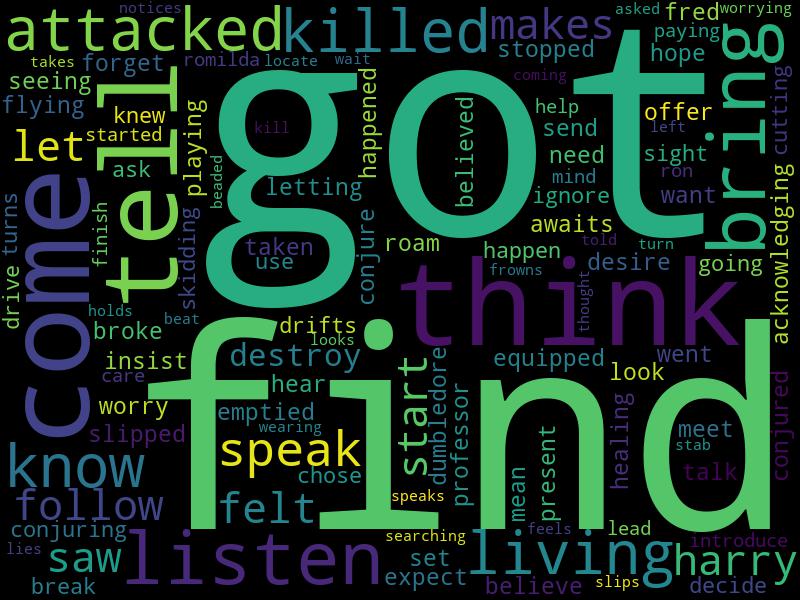 notices
attacked
killed
makes
asked
fred
worrying
takes
forget
romilda
locate
wait
stopped
paying
hope
seeing
tell
got
coming
bring
cutting
flying
knew
playing
happened
believed
help
offer
let
started
kill
send
left
ask
beaded
need
sight
come
letting
mind
ron
turns
finish
skidding
taken
use
conjure
roam
ignore
want
awaits
told
turn
acknowledging
happen
desire
going
drive
frowns
think
thought
holds
beat
drifts
broke
looks
find
insist
destroy
start
dumbledore
equipped
went
care
hear
look
worry
emptied
professor
healing
conjured
slipped
wearing
speak
chose
mean
present
meet
stab
know
talk
follow
felt
speaks
conjuring
searching
feels
lead
introduce
lies
saw
listen
set
living
harry
break
expect
believe
slips
decide